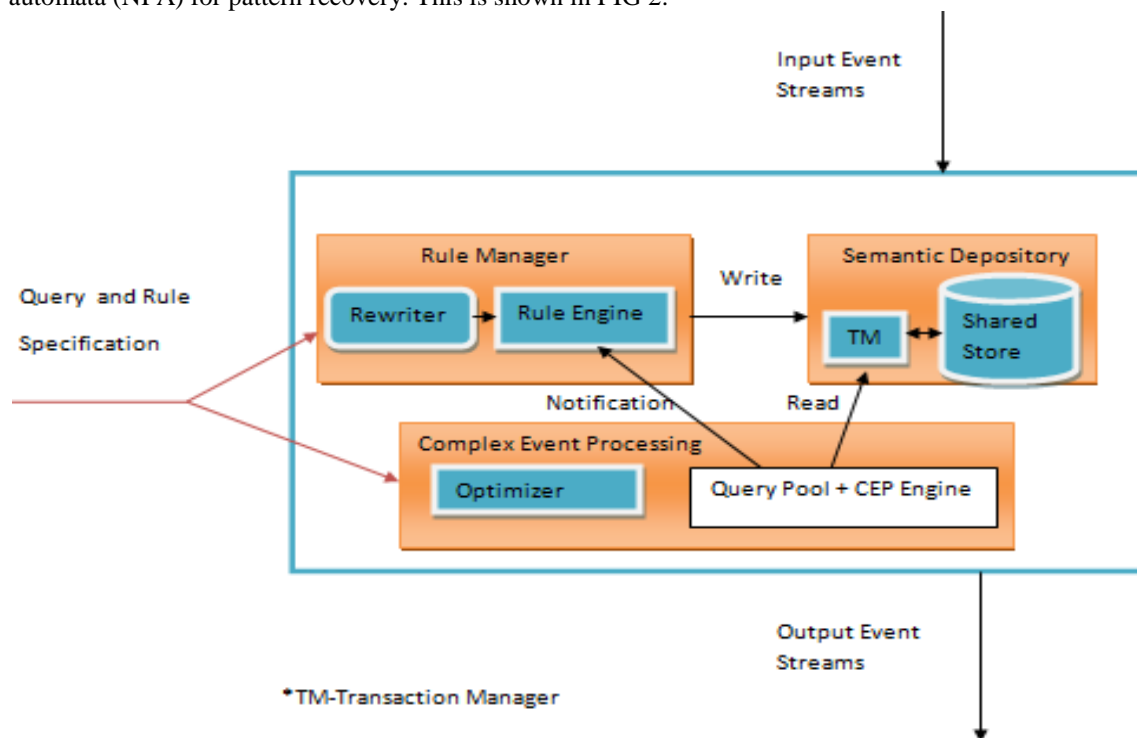 automata (NFA) for pattern recovery. This is shown in FIG 2.
Input Event
Streams
Rule Manager
Semantic Depository
Write
Query and Rule
Specification
Rewriter
Rule Engine
TM
Shared
Store
Notification
Read
Complex Event Processing
Optimizer
Query Pool + CEP Engine
Output Event
Streams
*TM-Transaction Manager